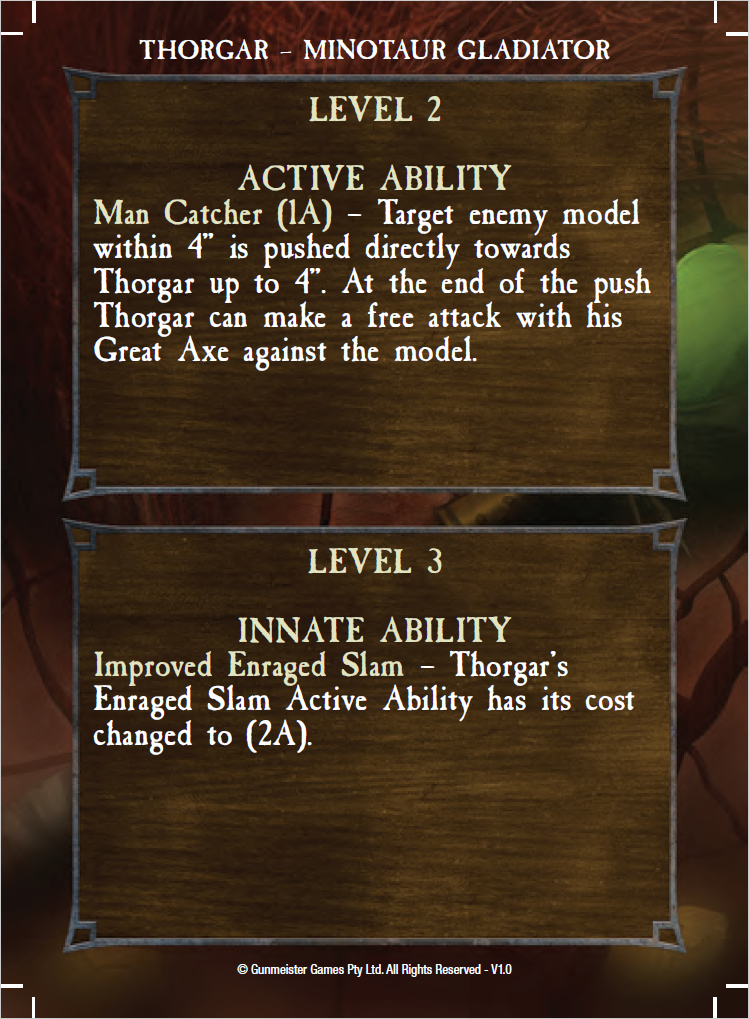 THORGAR – MINOTAUR GLADIATOR
LEVEL 2
ACTIVE ABILITY
Man Catcher (1A) – Target enemy model
within 4” is pushed directly towards
Thorgar up to 4”. At the end of the push
Thorgar can make a free attack with his
Great Axe against the model.
LEVEL 3
INNATE ABILITY
Improved Enraged Slam – Thorgar’s
Enraged Slam Active Ability has its cost
changed to (2A).
© Gunmeister Games Pty Ltd. All Rights Reserved - V1.0